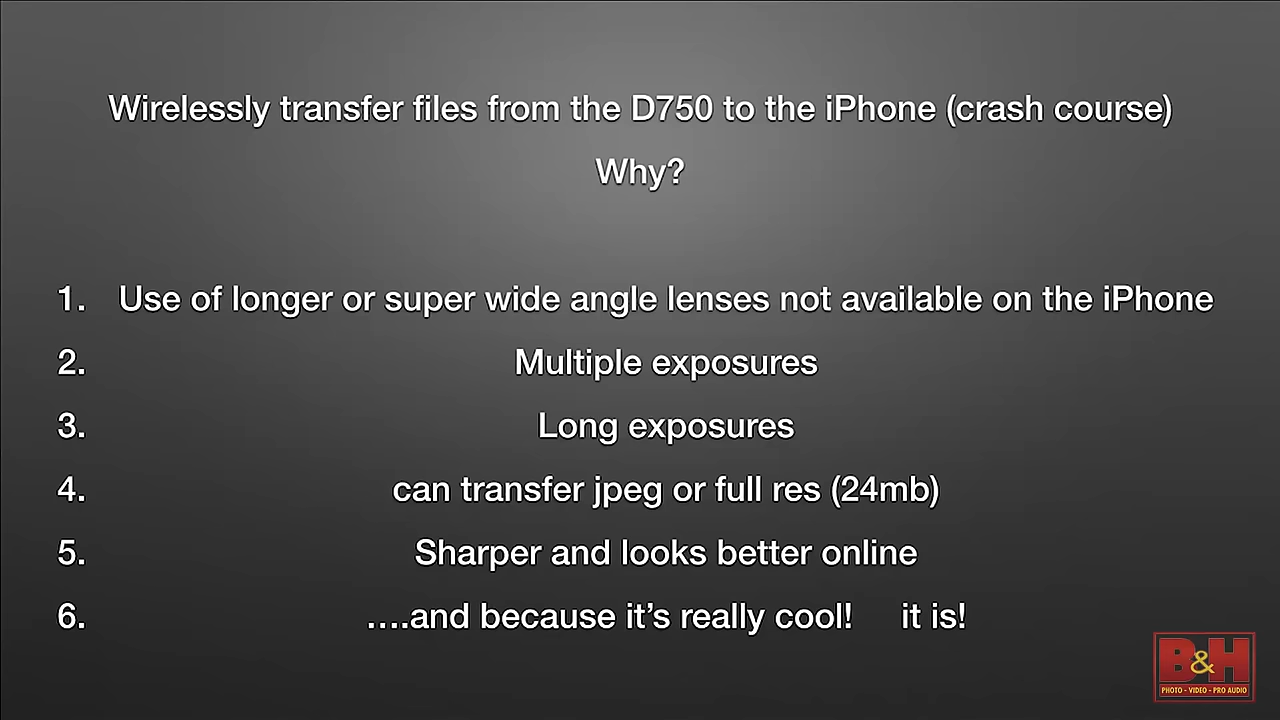 Wirelessly transfer files from the D750 to the iPhone (crash course)
Why?
1. Use of longer or super wide angle lenses not available on the iPhone
2. Multiple exposures
3. Long exposures
4. can transfer jpeg or full res (24mb)
5. Sharper and looks better online
6. ....and because it’s really cool! it is!
B&H
PHOTO - VIDEO - PRO AUDIO